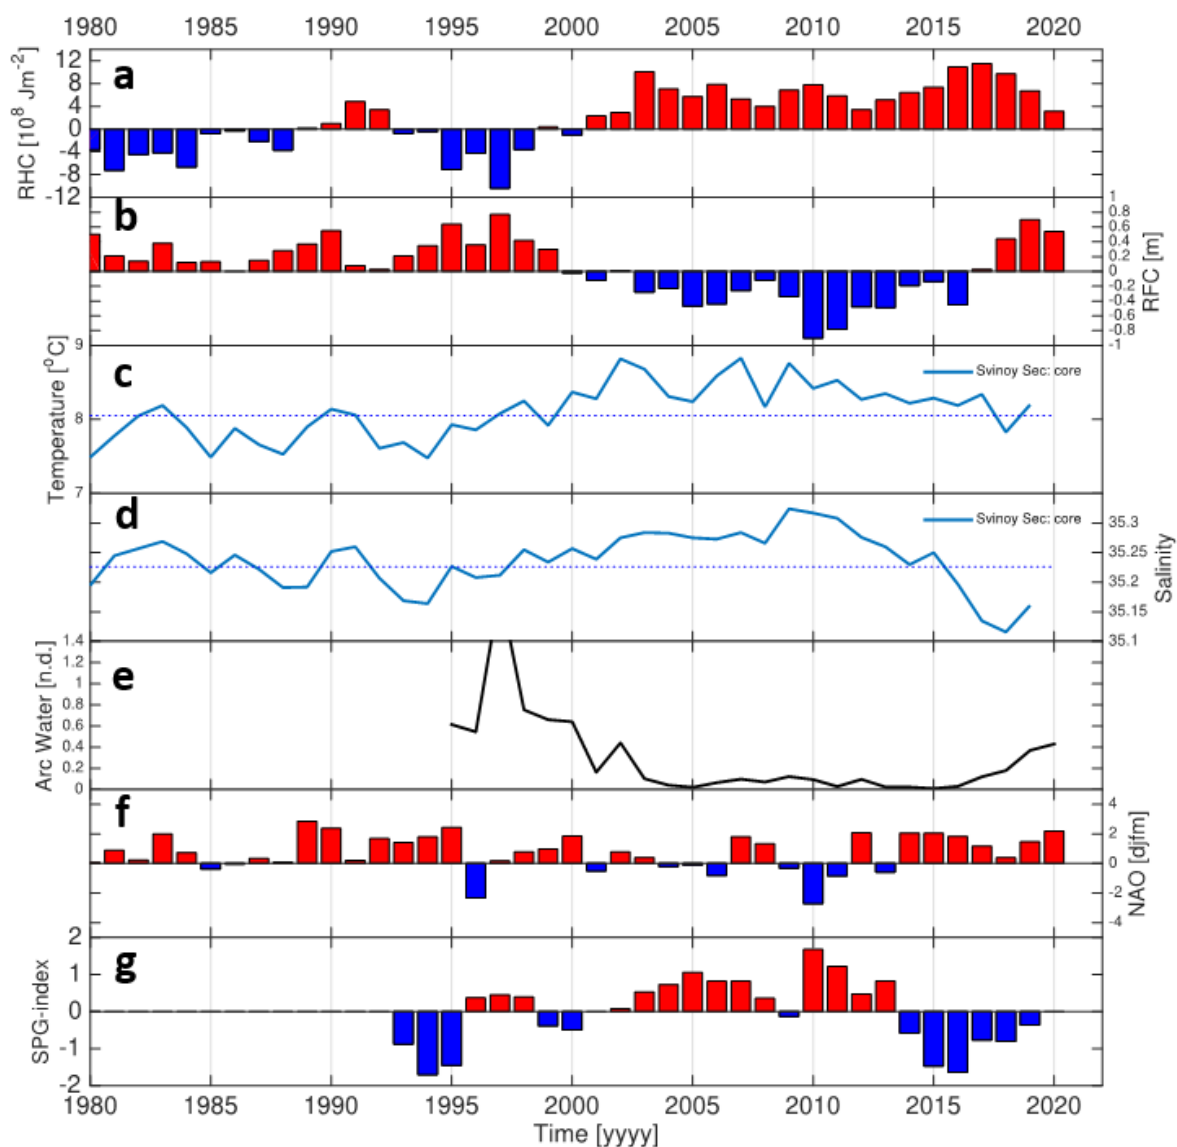 1980 1985 1990 1995 2000 2005 2010 2015 2020
a
RHC [10⁸ Jm⁻²]
12
8
4
0
-4
-8
-12
b
RFC [m]
1
0.8
0.6
0.4
0.2
0
-0.2
-0.4
-0.6
-0.8
-1
c
Temperature [⁰C]
9
8
7
Svinoy Sec: core
d
Svinoy Sec: core
Salinity
35.3
35.25
35.2
35.15
35.1
e
Arc Water [n.d.]
1.4
1.2
1
0.8
0.6
0.4
0.2
0
f
NAO [djfm]
4
2
0
-2
-4
g
SPG-index
2
1
0
-1
-2
1980 1985 1990 1995 2000 2005 2010 2015 2020
Time [yyyy]